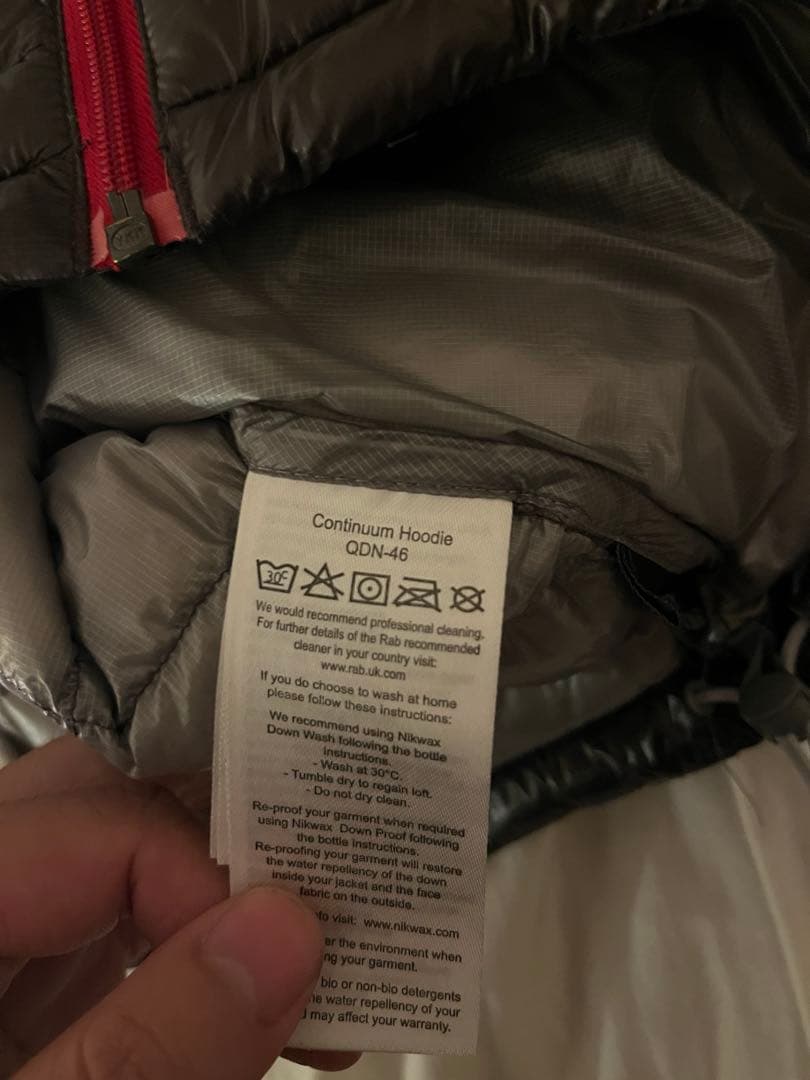 YKK
Continuum Hoodie
QDN-46
30°C
We would recommend professional cleaning.
For further details of the Rab recommended
cleaner in your country visit:
www.rab.uk.com
If you do choose to wash at home
please follow these instructions:
We recommend using Nikwax
Down Wash following the bottle
instructions.
- Wash at 30°C.
- Tumble dry to regain loft.
- Do not dry clean.
Re-proof your garment when required
using Nikwax Down Proof following
the bottle instructions.
Re-proofing your garment will restore
the water repellency of the down
inside your jacket and the face
fabric on the outside.
visit: www.nikwax.com
the environment when
your garment.
bio or non-bio detergents
water repellency of your
may affect your warranty.